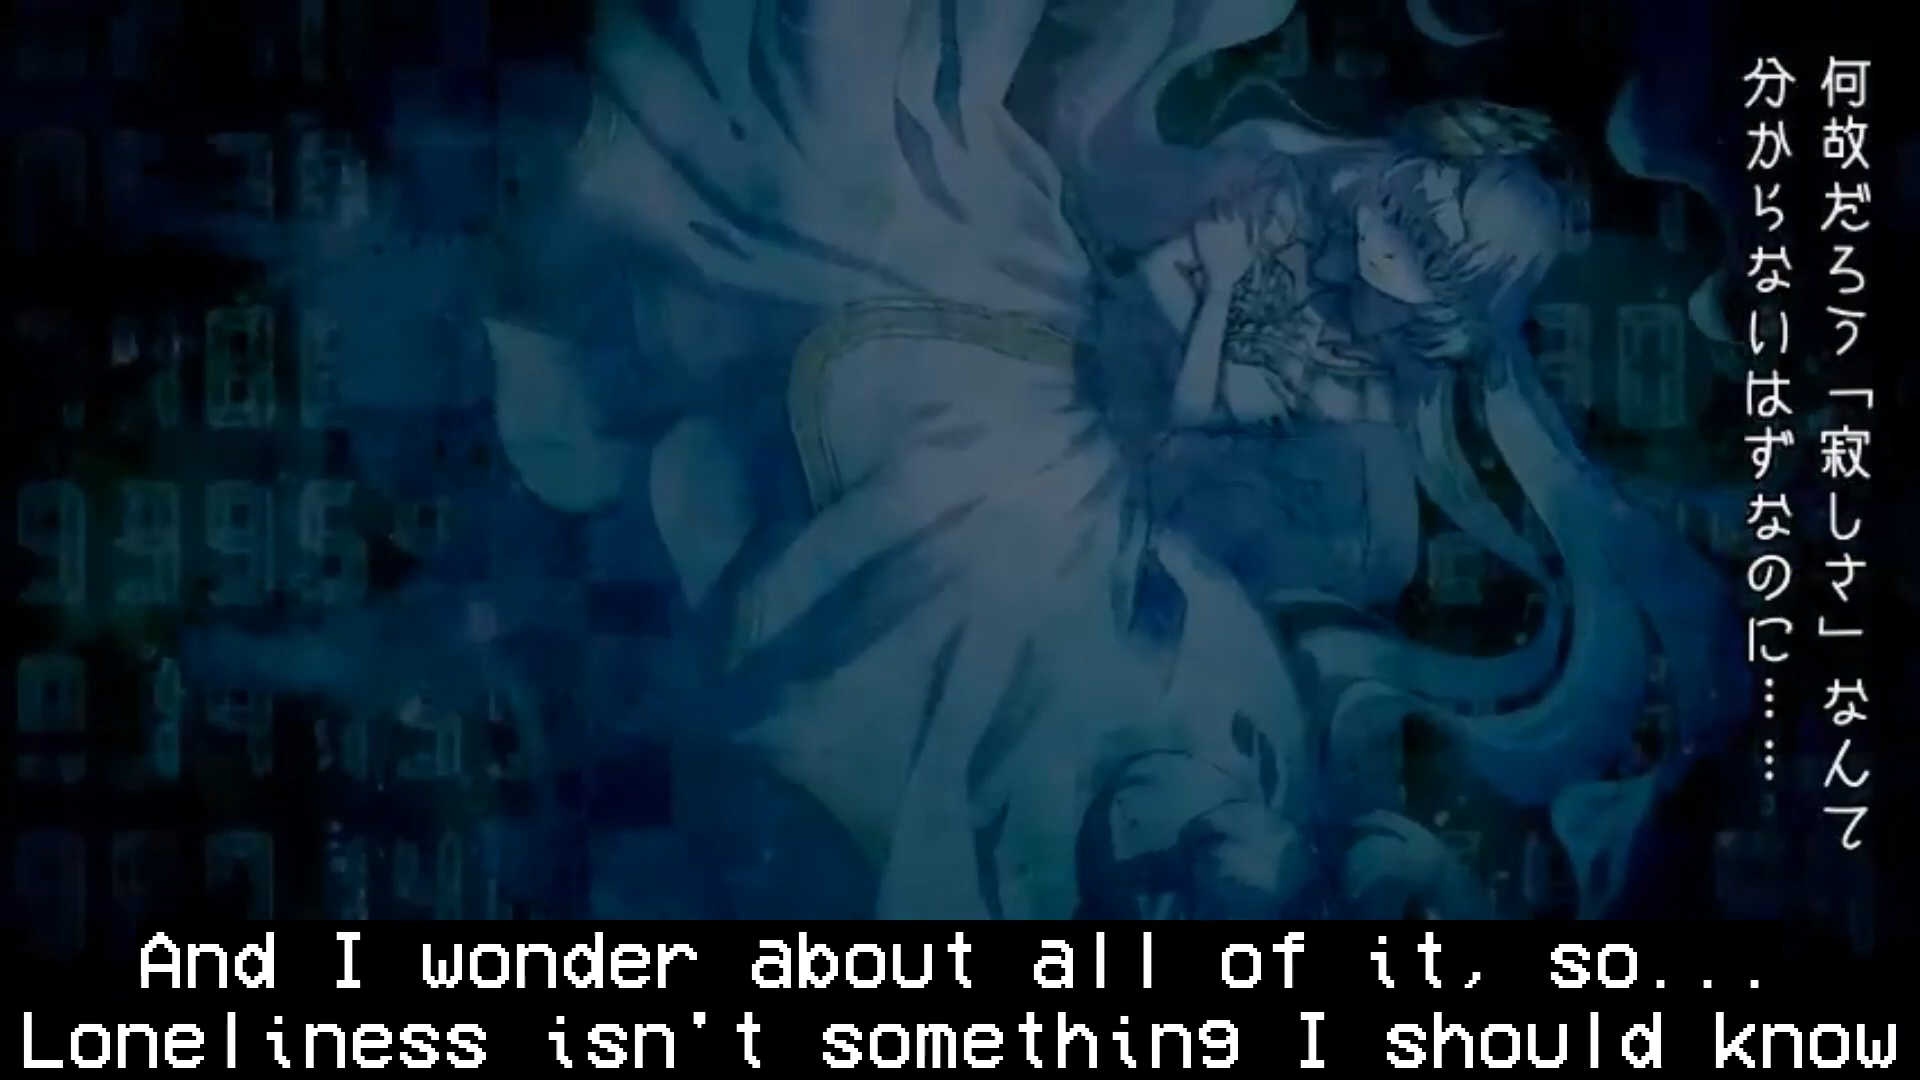 何故だろう「寂しさ」なんて
分からないはずなのに……
And I wonder about all of it, so...
Loneliness isn't something I should know